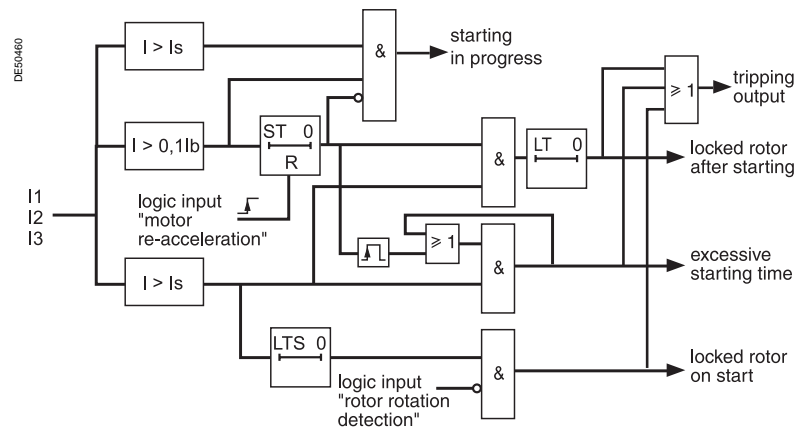 DE50460
I > Is
&
starting
in progress
I > 0,1Ib
ST 0
R
logic input
"motor
re-acceleration"
I1
I2
I3
&
LT 0
≥ 1
tripping
output
locked rotor
after starting
≥ 1
&
excessive
starting time
I > Is
LTS 0
&
locked rotor
on start
logic input
"rotor rotation
detection"